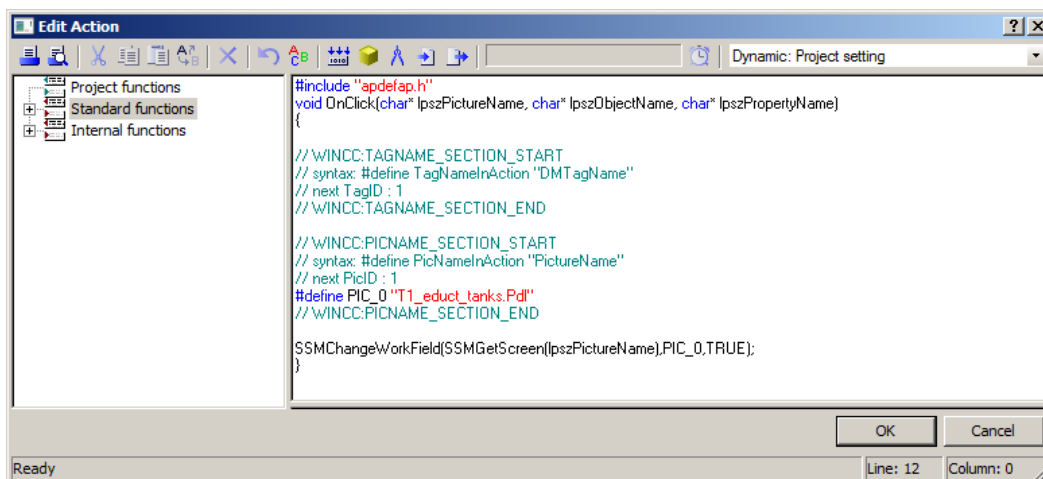 Edit Action
Dynamic: Project setting
Project functions
Standard functions
Internal functions
#include "apdefap.h"
void OnClick(char* lpszPictureName, char* lpszObjectName, char* lpszPropertyName)
{
// WINCC:TAGNAME_SECTION_START
// syntax: #define TagNameInAction "DMTagName"
// next TagID : 1
// WINCC:TAGNAME_SECTION_END
// WINCC:PICNAME_SECTION_START
// syntax: #define PicNameInAction "PictureName"
// next PicID : 1
#define PIC_0 "T1_educt_tanks.Pdl"
// WINCC:PICNAME_SECTION_END
SSMChangeWorkField(SSMGetScreen(lpszPictureName),PIC_0,TRUE);
}
OK
Cancel
Ready
Line: 12
Column: 0